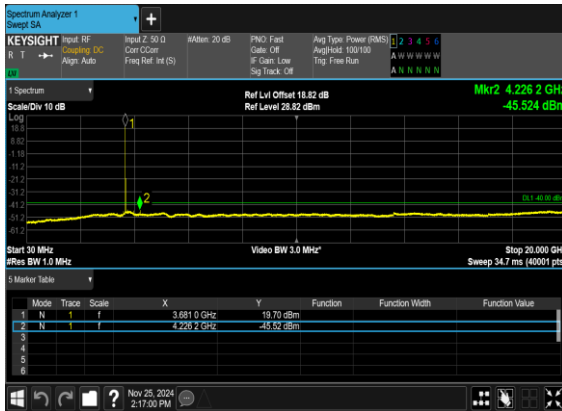 Spectrum Analyzer 1
Swept SA
+
KEYSIGHT Input: RF Input Z: 50 Ω #Atten: 20 dB PNO: Fast Avg Type: Power (RMS) 1 2 3 4 5 6
R T Coupling: DC Corr CCorr Gate: Off Avg|Hold: 100/100 A W W W W W
Align: Auto Freq Ref: Int (S) IF Gain: Low Trig: Free Run
Sig Track: Off A N N N N N
1 Spectrum Ref Lvl Offset 18.82 dB Mkr2 4.226 2 GHz
Scale/Div 10 dB Ref Level 28.82 dBm -45.524 dBm
Log
18.8
8.82
-1.18
-11.2
-21.2
-31.2
-41.2
-51.2
-61.2
1
2
DL1 -40.00 dBm
Start 30 MHz Video BW 3.0 MHz* Stop 20.000 GHz
#Res BW 1.0 MHz Sweep 34.7 ms (40001 pts)
5 Marker Table
Mode Trace Scale X Y Function Function Width Function Value
1 N 1 f 3.681 0 GHz 19.70 dBm
2 N 1 f 4.226 2 GHz -45.52 dBm
3
4
5
6
? Nov 25, 2024
2:17:00 PM